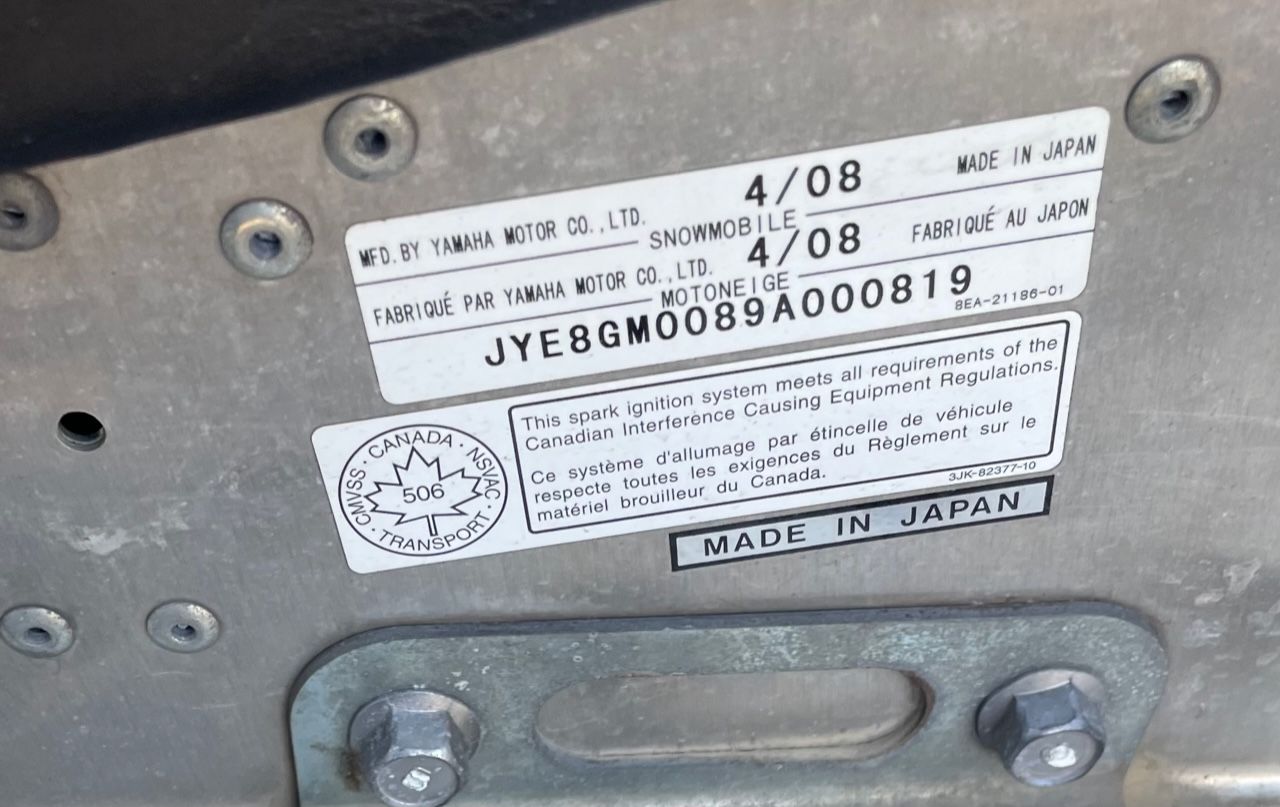 4/08
MADE IN JAPAN
MFD. BY YAMAHA MOTOR CO.,LTD.
SNOWMOBILE
4/08
FABRIQUÉ AU JAPON
FABRIQUÉ PAR YAMAHA MOTOR CO.,LTD.
MOTONEIGE
JYE8GM0089A000819
8EA-21186-01
This spark ignition system meets all requirements of the
Canadian Interference Causing Equipment Regulations.
Ce système d'allumage par étincelle de véhicule
respecte toutes les exigences du Règlement sur le
matériel brouilleur du Canada.
3JK-82377-10
CMVSS · CANADA · NSVAC · TRANSPORT ·
506
MADE IN JAPAN